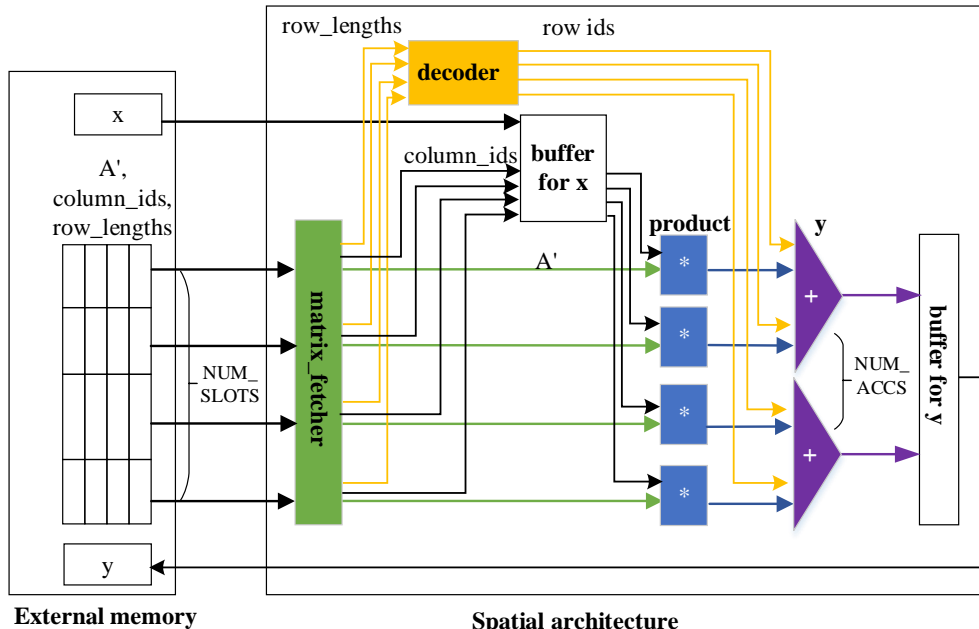 row_lengths
row ids
decoder
x
A',
column_ids,
row_lengths
column_ids
buffer
for x
product
y
A'
*
+
*
matrix_fetcher
NUM_
SLOTS
NUM_
ACCS
buffer for y
*
+
*
y
External memory
Spatial architecture